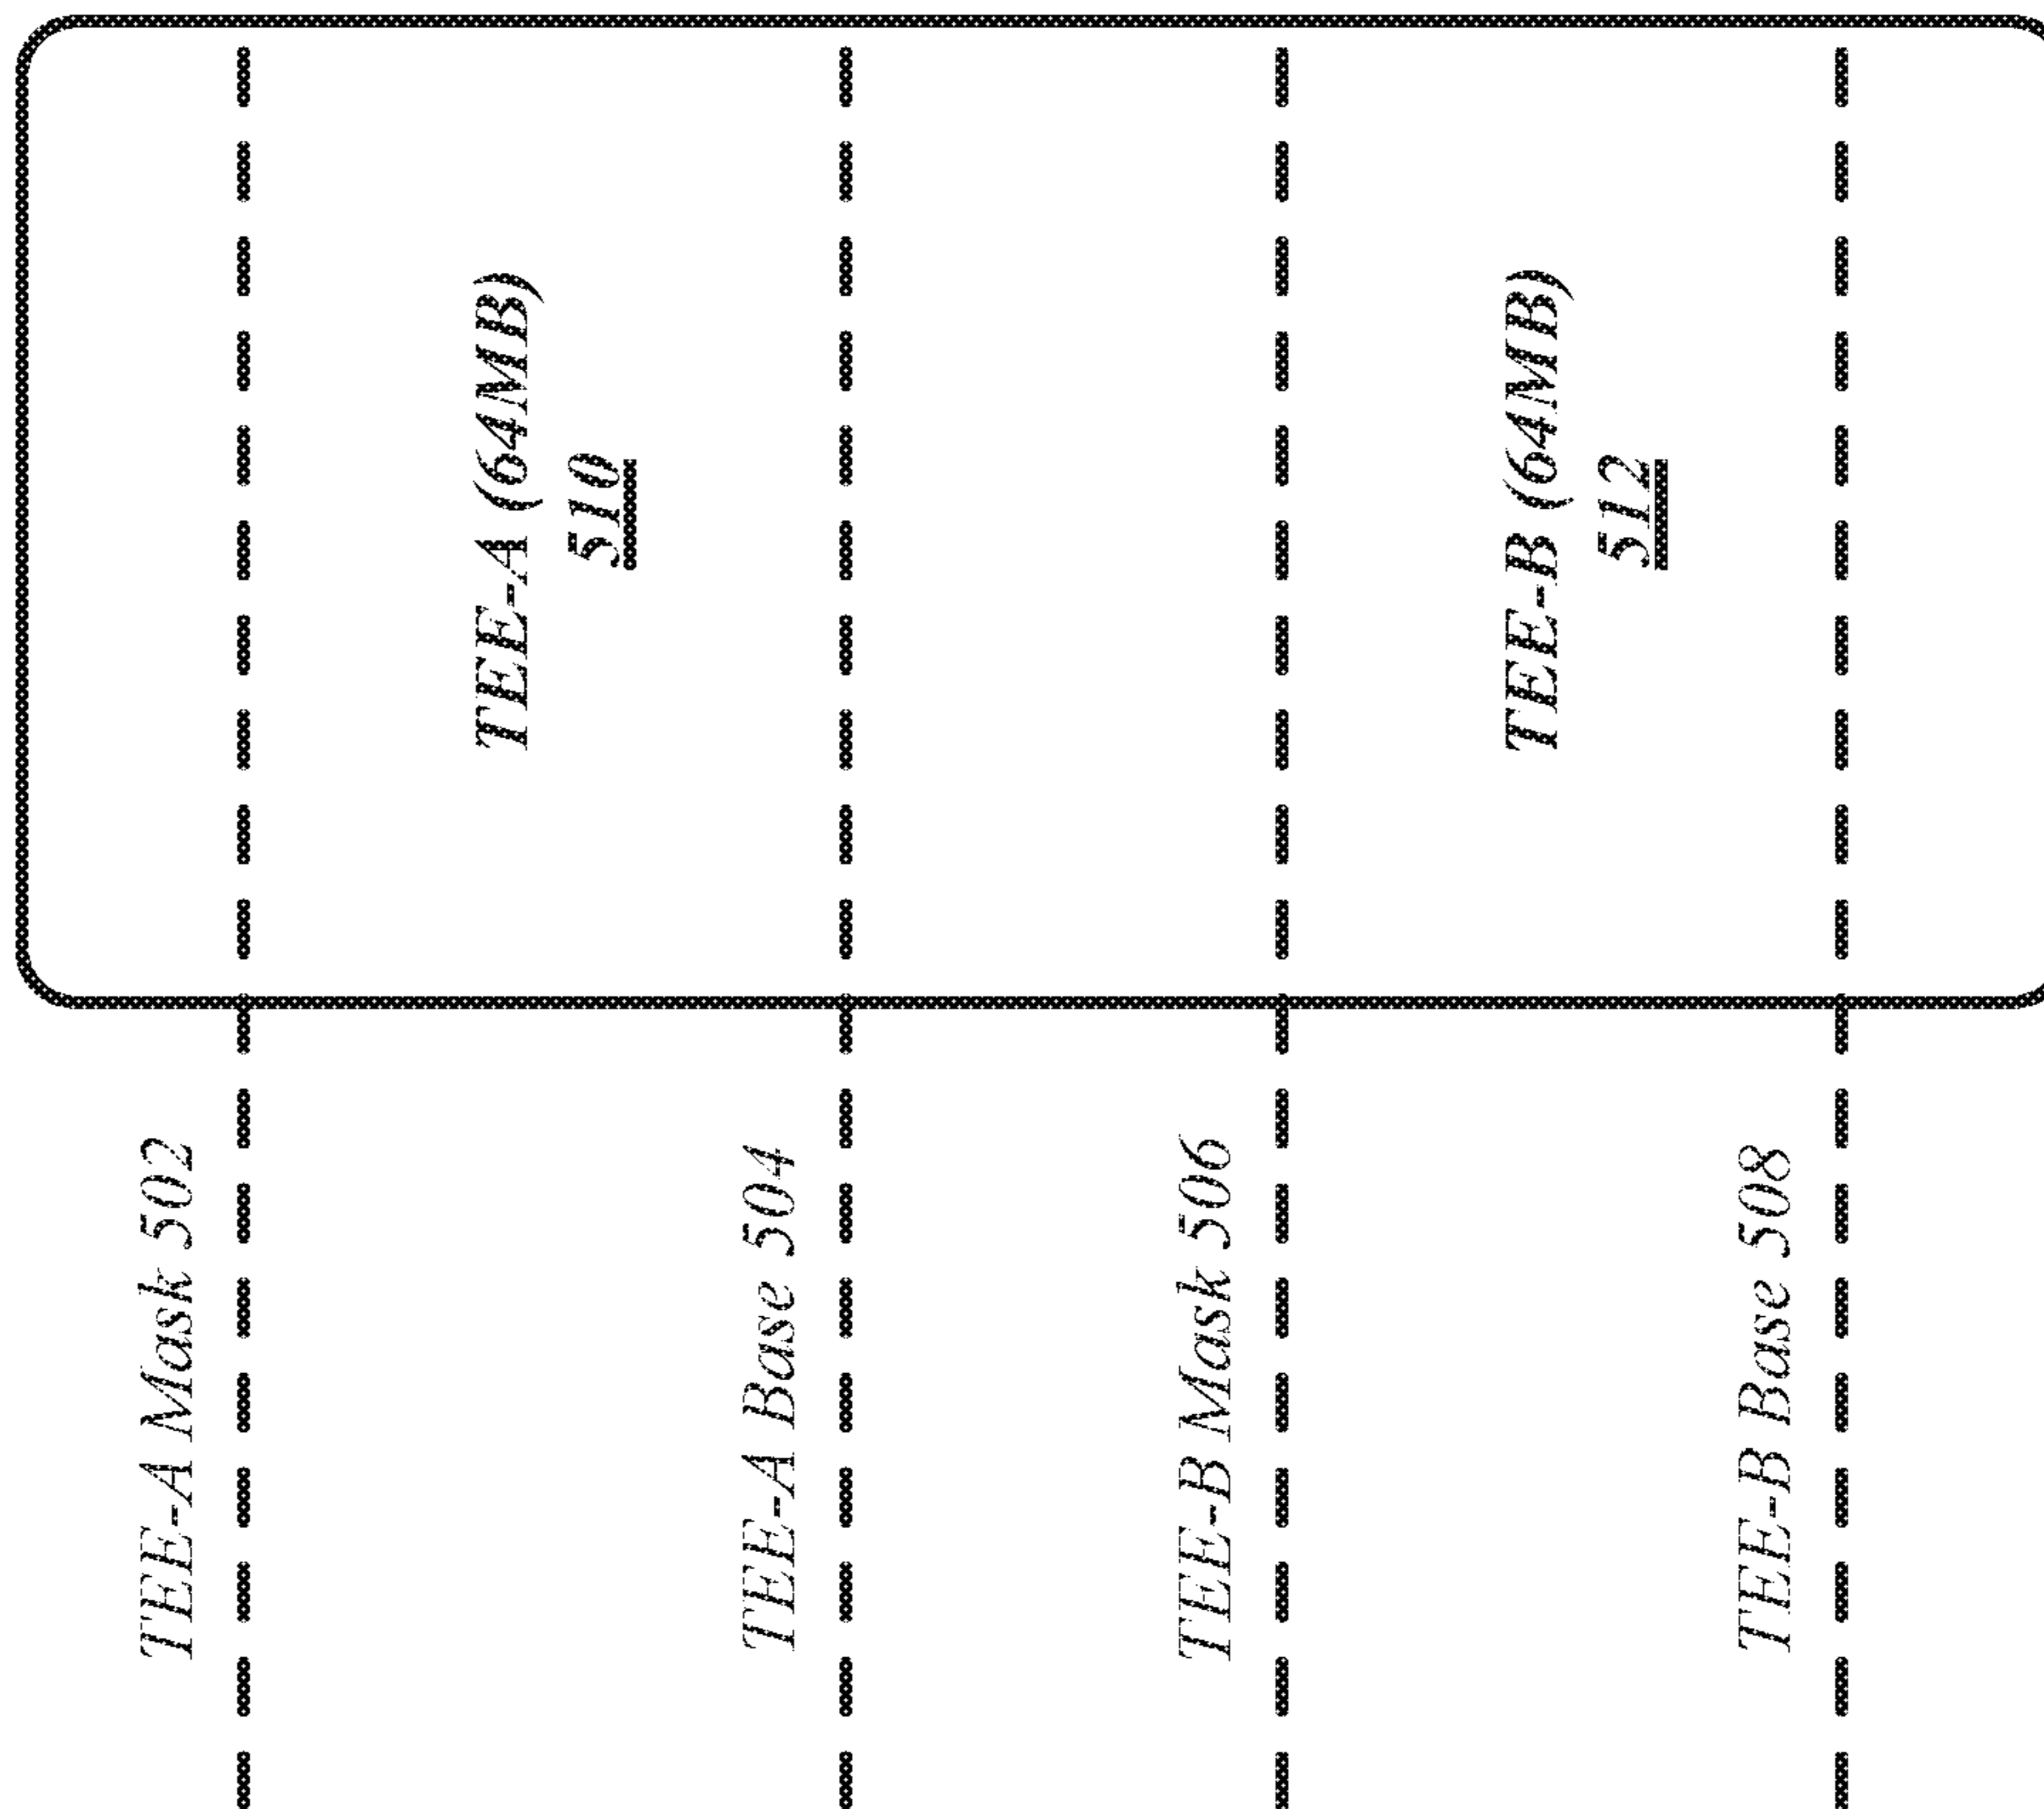 TEE-A Mask 502
TEE-A (64MB)
510
TEE-A Base 504
TEE-B Mask 506
TEE-B (64MB)
512
TEE-B Base 508